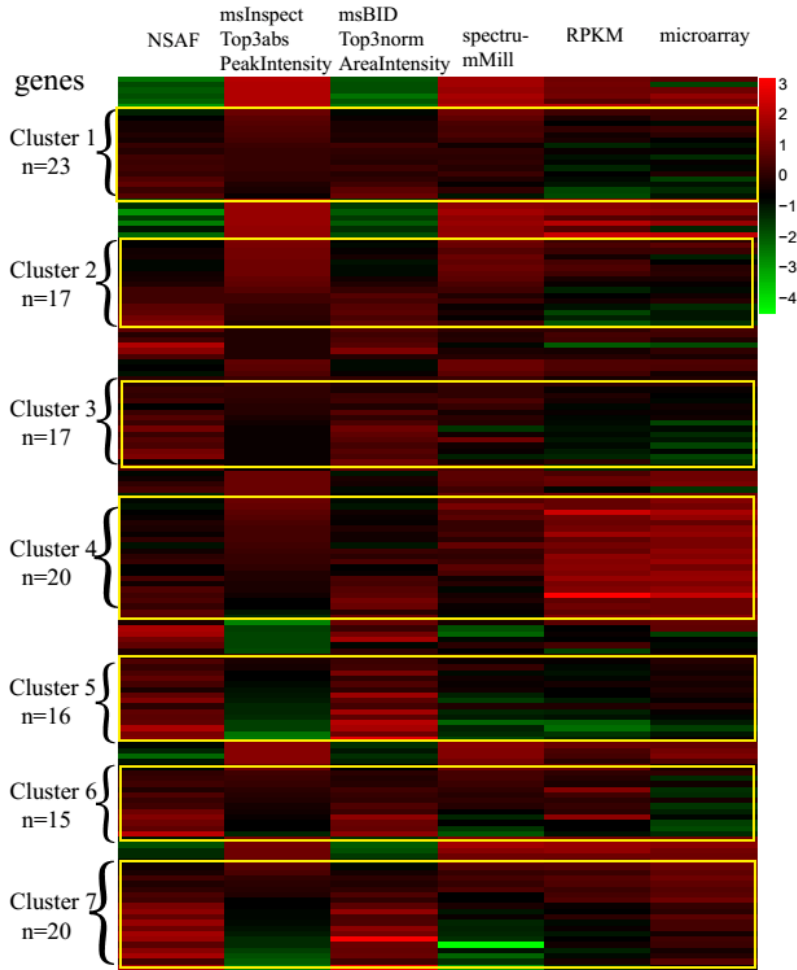 NSAF
msInspect
Top3abs
PeakIntensity
msBID
Top3norm
AreaIntensity
spectru-
mMill
RPKM
microarray
genes
3
2
1
0
−1
−2
−3
−4
Cluster 1
n=23
Cluster 2
n=17
Cluster 3
n=17
Cluster 4
n=20
Cluster 5
n=16
Cluster 6
n=15
Cluster 7
n=20